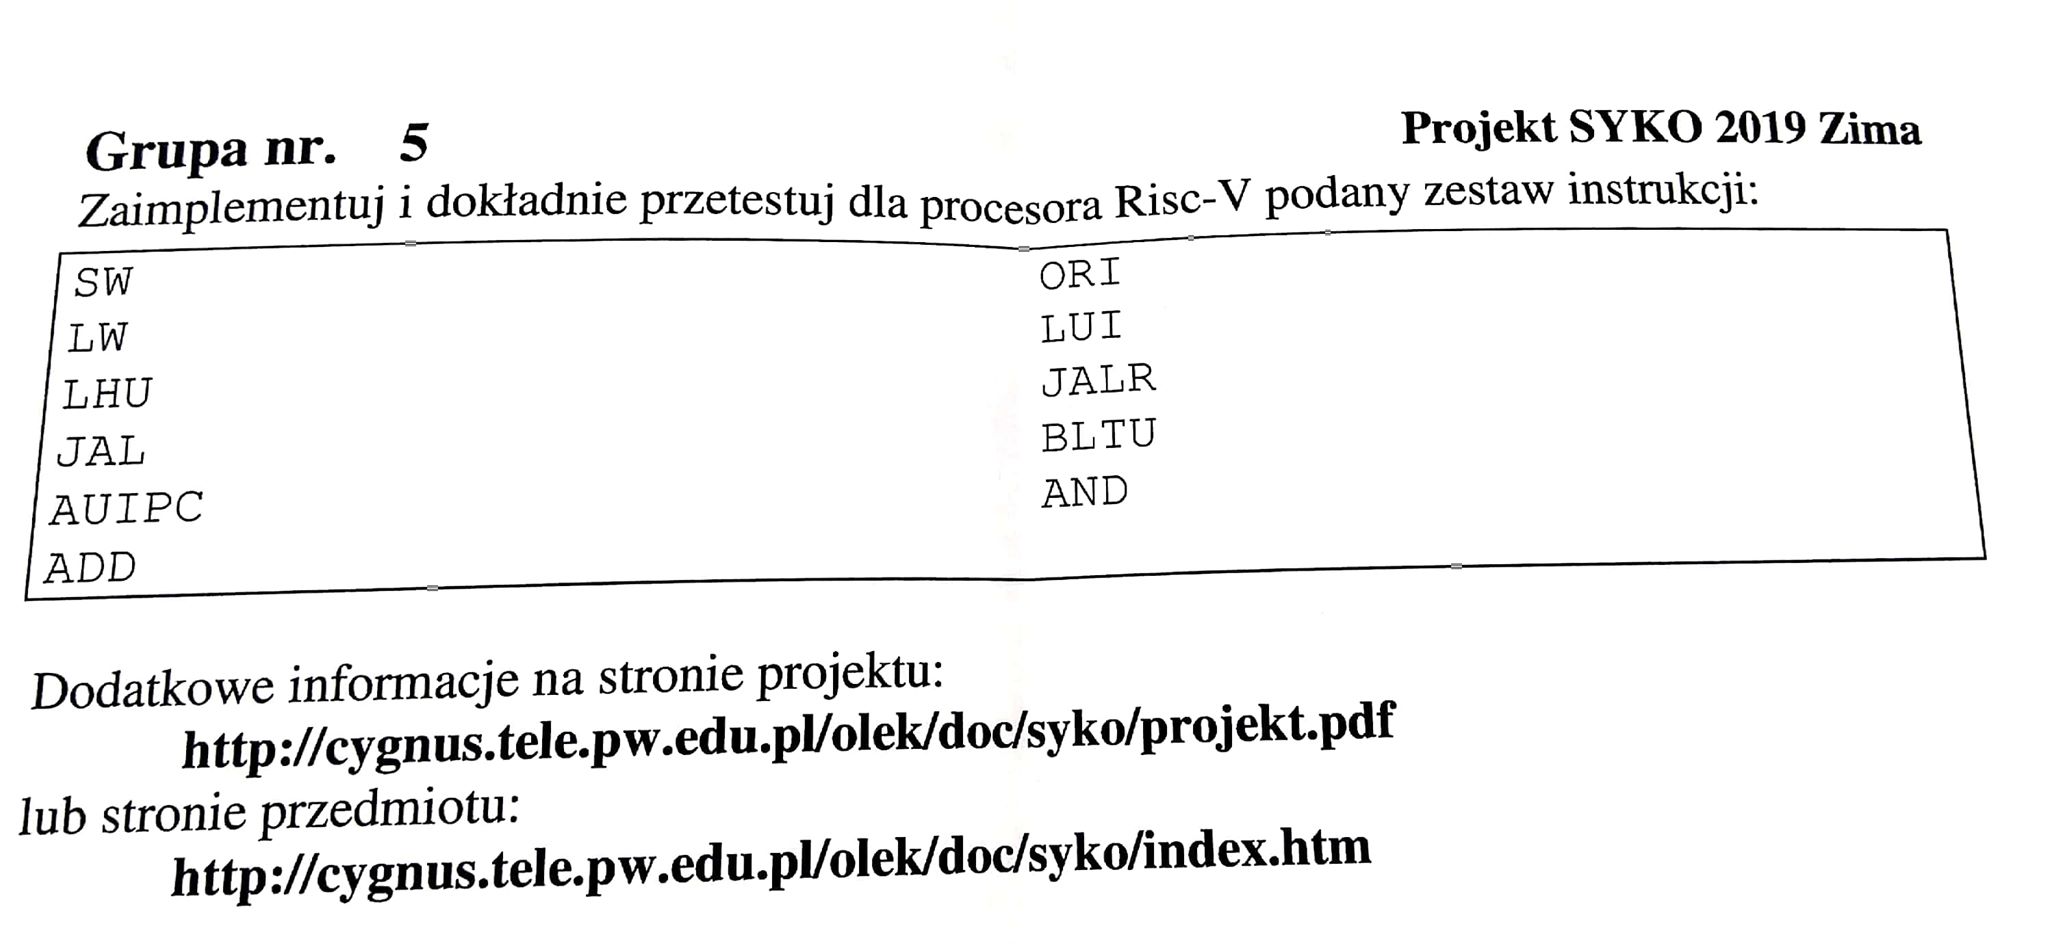 Grupa nr. 5
Projekt SYKO 2019 Zima
Zaimplementuj i dokładnie przetestuj dla procesora Risc-V podany zestaw instrukcji:
SW
LW
LHU
JAL
AUIPC
ADD
ORI
LUI
JALR
BLTU
AND
Dodatkowe informacje na stronie projektu:
http://cygnus.tele.pw.edu.pl/olek/doc/syko/projekt.pdf
lub stronie przedmiotu:
http://cygnus.tele.pw.edu.pl/olek/doc/syko/index.htm